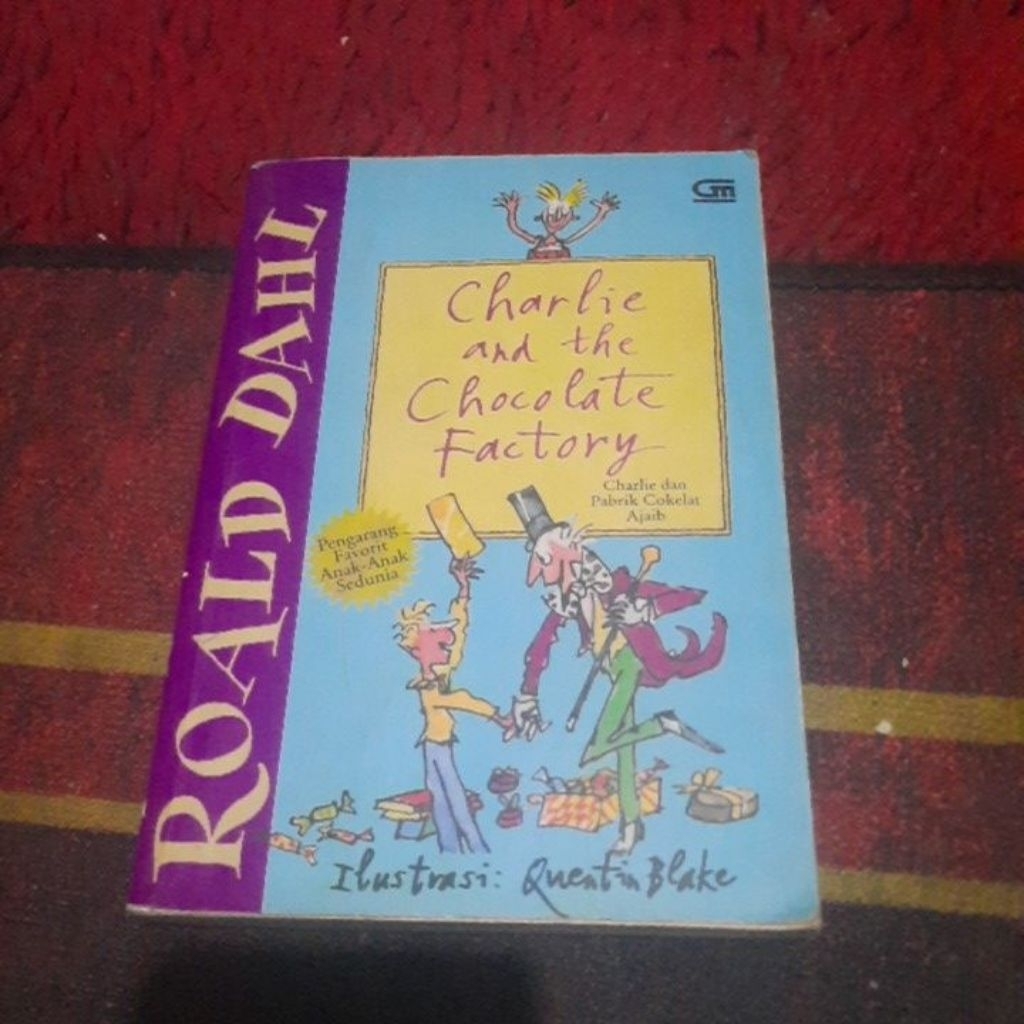 ROALD DAHL
Gm
Charlie
and the
Chocolate
Factory
Charlie dan
Pabrik Cokelat
Ajaib
Pengarang
Favorit
Anak-Anak
Sedunia
Ilustrasi: Quentin Blake